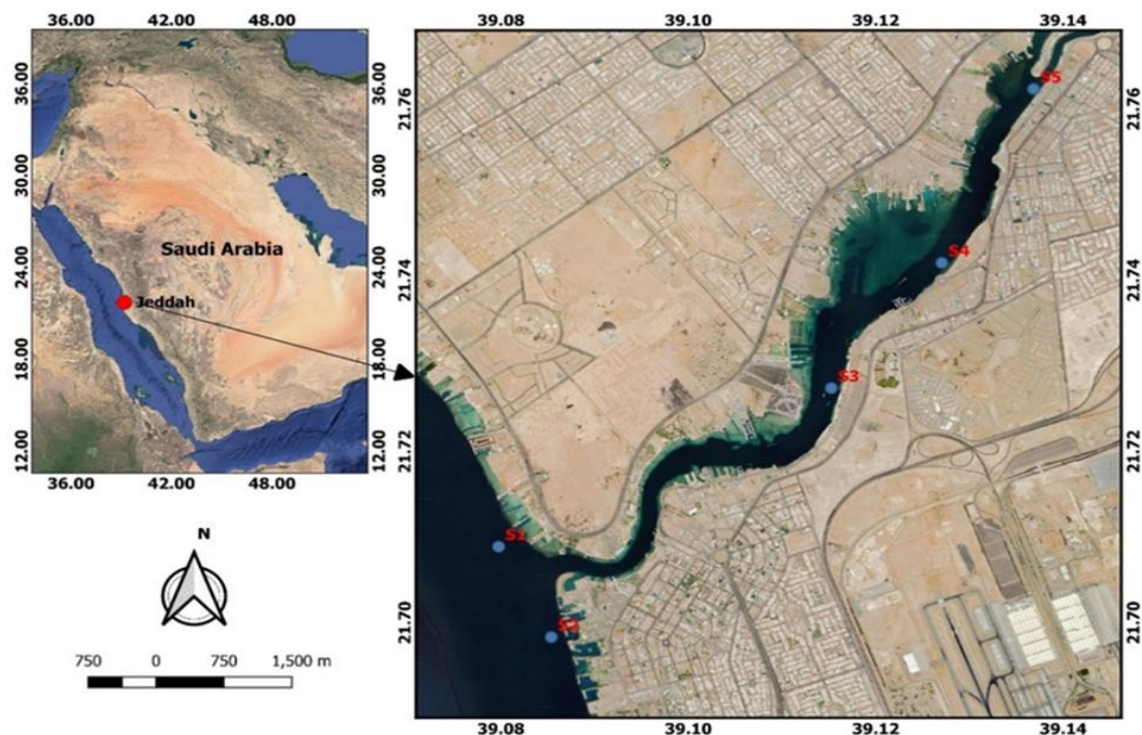 36.00 42.00 48.00
36.00
30.00
24.00
18.00
12.00
36.00
30.00
24.00
18.00
12.00
Saudi Arabia
Jeddah
36.00 42.00 48.00
N
750 0 750 1,500 m
39.08 39.10 39.12 39.14
21.76
21.74
21.72
21.70
21.76
21.74
21.72
21.70
S5
S4
S3
S1
S2
39.08 39.10 39.12 39.14